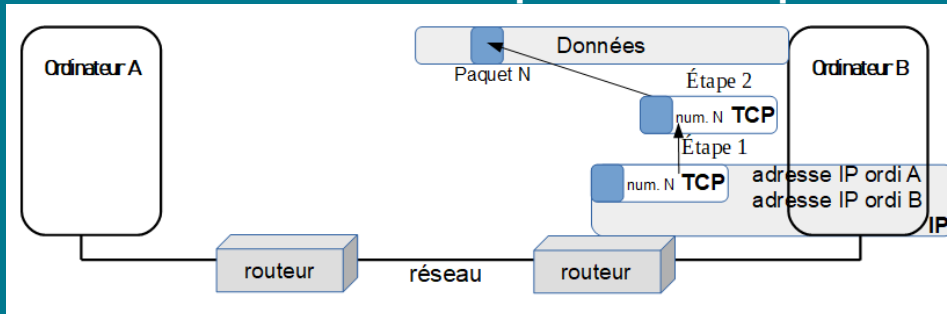 Ordinateur A
Données
Paquet N
Ordinateur B
Étape 2
num. N TCP
Étape 1
num. N TCP
adresse IP ordi A
adresse IP ordi B
IP
routeur
réseau
routeur